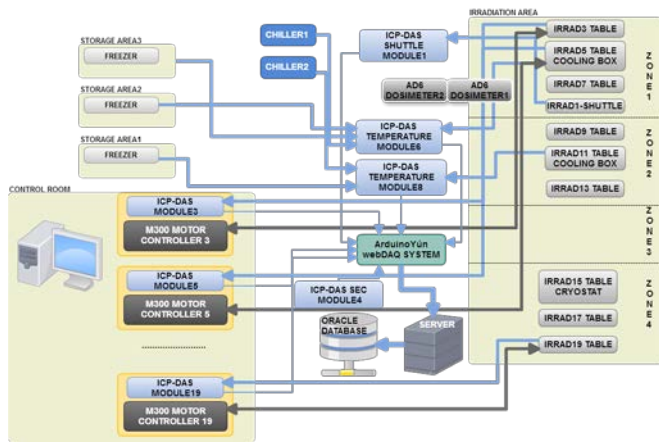 IRRADIATION AREA
CHILLER1
CHILLER2
ICP-DAS
SHUTTLE
MODULE1
IRRAD3 TABLE
IRRAD5 TABLE
COOLING BOX
IRRAD7 TABLE
IRRAD1-SHUTTLE
ZONE1
STORAGE AREA3
FREEZER
STORAGE AREA2
FREEZER
STORAGE AREA1
FREEZER
AD6
DOSIMETER2
AD6
DOSIMETER1
ICP-DAS
TEMPERATURE
MODULE6
ICP-DAS
TEMPERATURE
MODULE8
IRRAD9 TABLE
IRRAD11 TABLE
COOLING BOX
IRRAD13 TABLE
ZONE2
CONTROL ROOM
ICP-DAS
MODULE3
M300 MOTOR
CONTROLLER 3
ICP-DAS
MODULE5
M300 MOTOR
CONTROLLER 5
....................
ICP-DAS
MODULE19
M300 MOTOR
CONTROLLER 19
ArduinoYún
webDAQ SYSTEM
ICP-DAS SEC
MODULE4
ORACLE
DATABASE
SERVER
ZONE3
IRRAD15 TABLE
CRYOSTAT
IRRAD17 TABLE
IRRAD19 TABLE
ZONE4